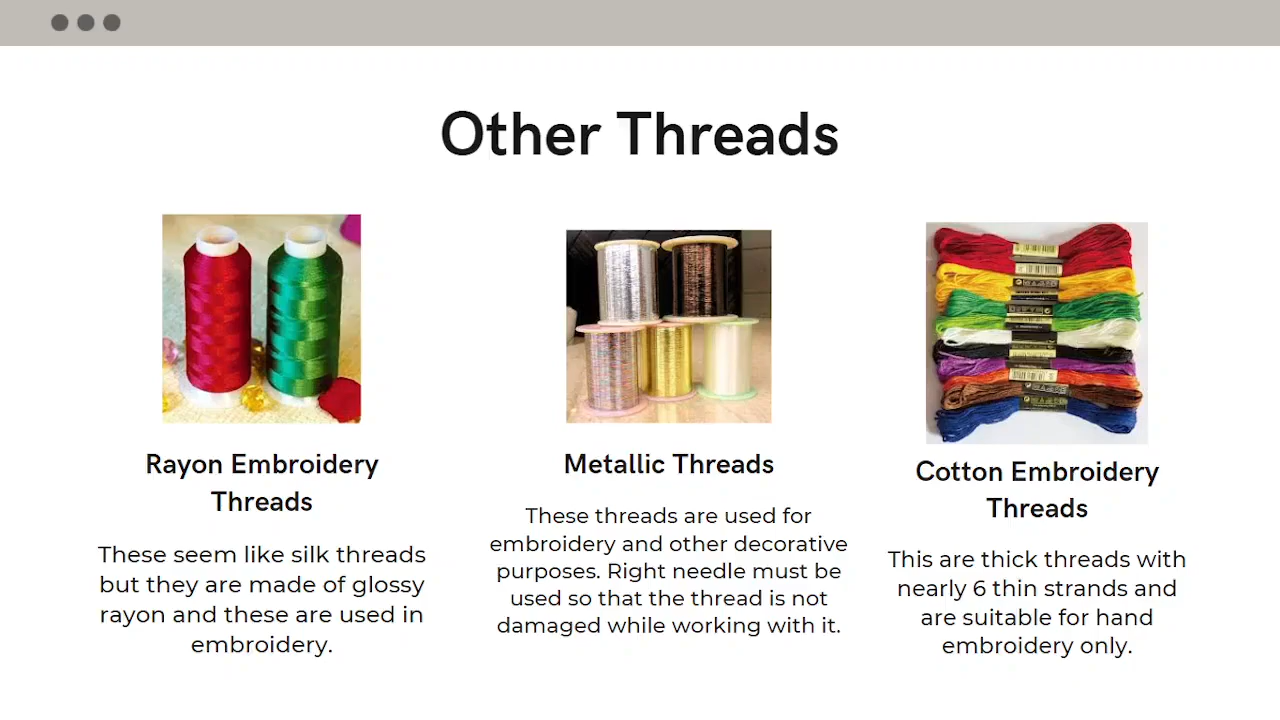 Other Threads
Rayon Embroidery
Threads
These seem like silk threads
but they are made of glossy
rayon and these are used in
embroidery.
Metallic Threads
These threads are used for
embroidery and other decorative
purposes. Right needle must be
used so that the thread is not
damaged while working with it.
Cotton Embroidery
Threads
This are thick threads with
nearly 6 thin strands and
are suitable for hand
embroidery only.